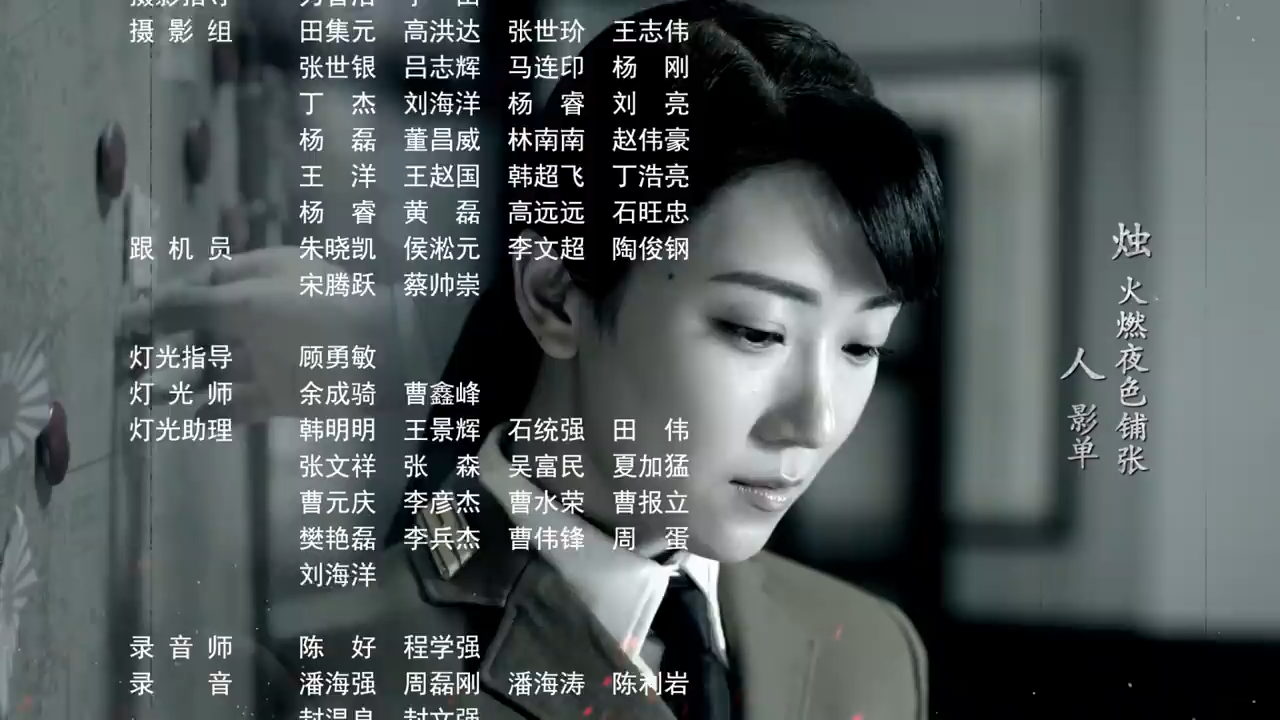 摄影组 田集元 高洪达 张世玠 王志伟
张世银 吕志辉 马连印 杨刚
丁杰 刘海洋 杨睿 刘亮
杨磊 董昌威 林南南 赵伟豪
王洋 王赵国 韩超飞 丁浩亮
杨睿 黄磊 高远远 石旺忠
跟机员 朱晓凯 侯淞元 李文超 陶俊钢
宋腾跃 蔡帅崇
灯光指导 顾勇敏
灯光师 余成骑 曹鑫峰
灯光助理 韩明明 王景辉 石统强 田伟
张文祥 张森 吴富民 夏加猛
曹元庆 李彦杰 曹水荣 曹报立
樊艳磊 李兵杰 曹伟锋 周蛋
刘海洋
录音师 陈好 程学强
录音 潘海强 周磊刚 潘海涛 陈利岩
烛火燃夜色铺张
人影单